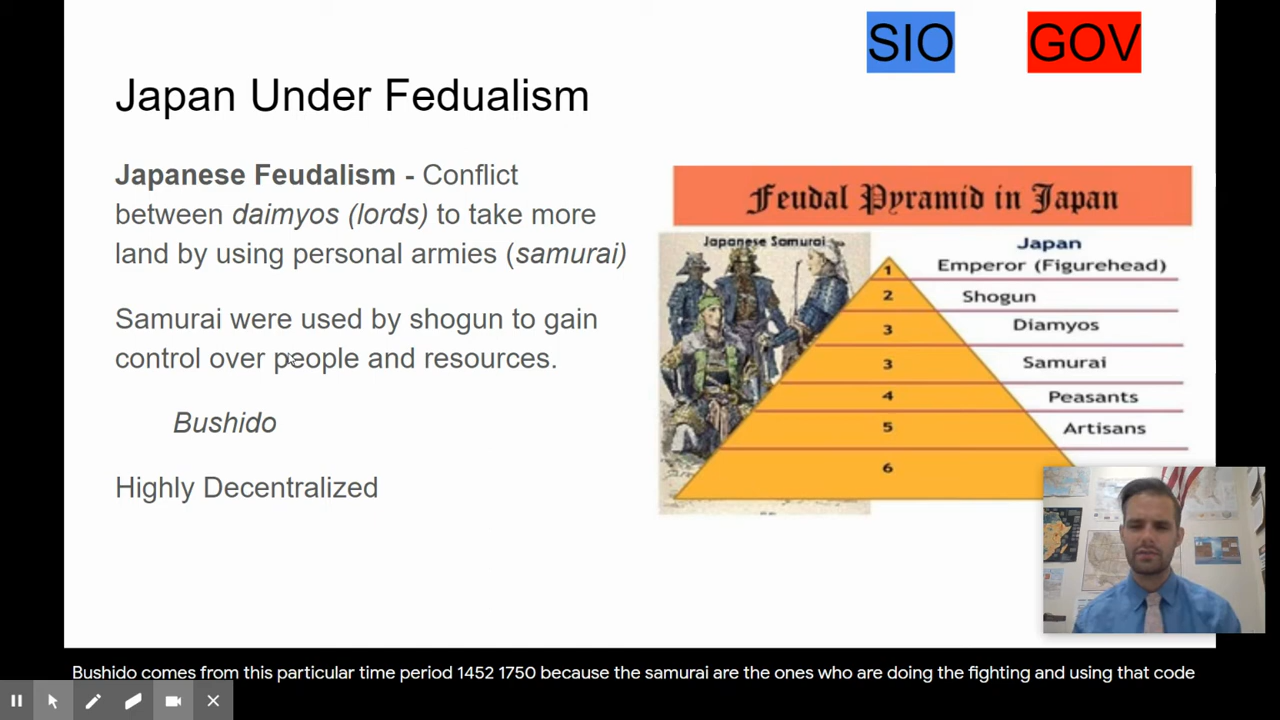 SIO GOV
Japan Under Fedualism
Japanese Feudalism - Conflict
between daimyos (lords) to take more
land by using personal armies (samurai)
Samurai were used by shogun to gain
control over people and resources.
Bushido
Highly Decentralized
Feudal Pyramid in Japan
Japanese Samurai
Japan
1 Emperor (Figurehead)
2 Shogun
3 Diamyos
3 Samurai
4 Peasants
5 Artisans
6
Bushido comes from this particular time period 1452 1750 because the samurai are the ones who are doing the fighting and using that code